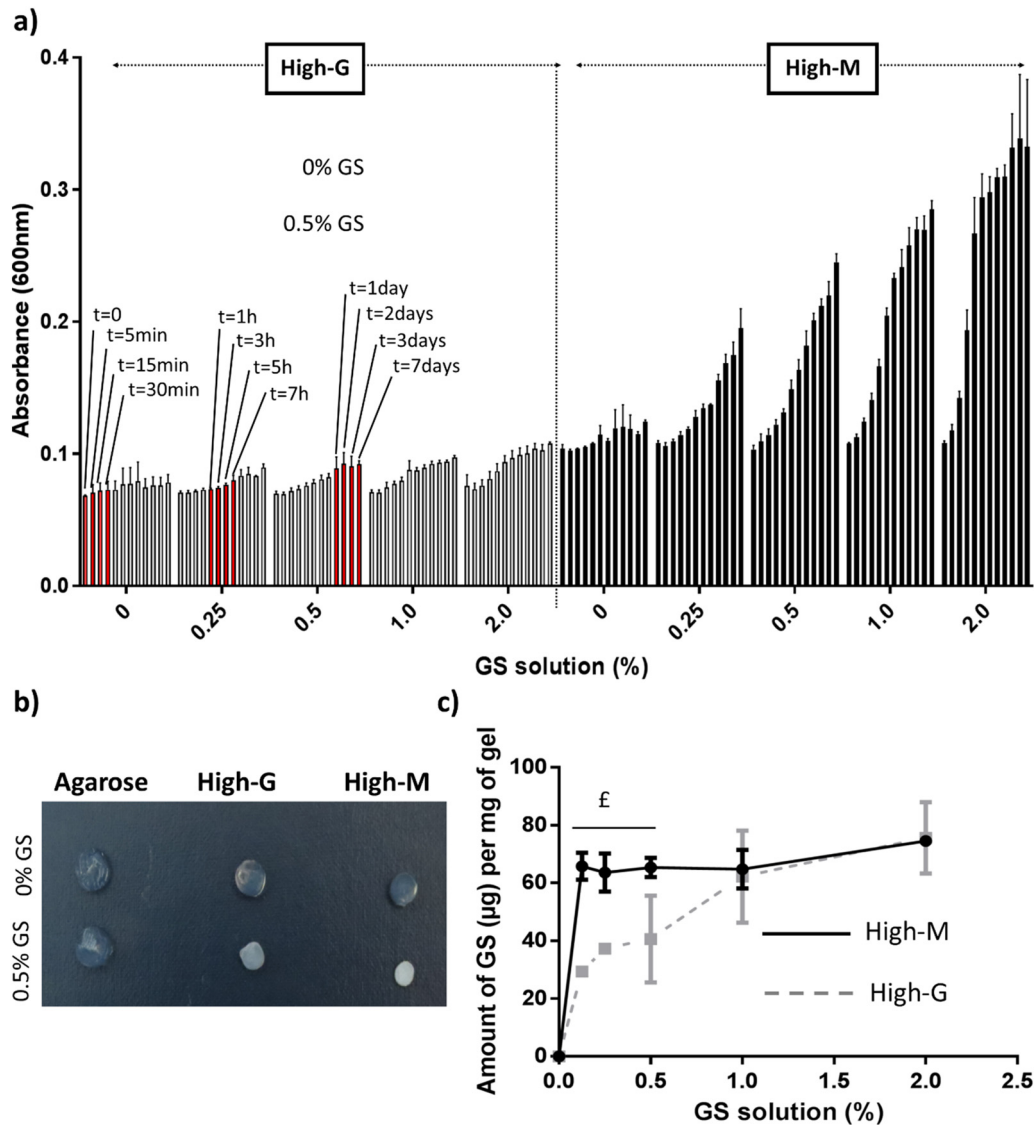 a)
High-G
High-M
0% GS
0.5% GS
t=0
t=5min
t=15min
t=30min
t=1h
t=3h
t=5h
t=7h
t=1day
t=2days
t=3days
t=7days
Absorbance (600nm)
0.4
0.3
0.2
0.1
0.0
0
0.25
0.5
1.0
2.0
0
0.25
0.5
1.0
2.0
GS solution (%)
b)
Agarose
High-G
High-M
0% GS
0.5% GS
c)
Amount of GS (µg) per mg of gel
100
80
60
40
20
0
£
High-M
High-G
0.0
0.5
1.0
1.5
2.0
2.5
GS solution (%)